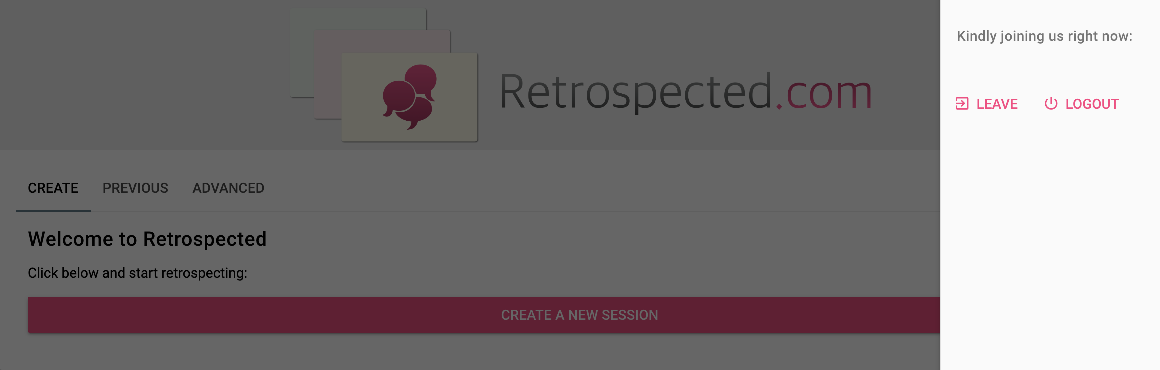 Retrospected.com
Kindly joining us right now:
LEAVE LOGOUT
CREATE PREVIOUS ADVANCED
Welcome to Retrospected
Click below and start retrospecting:
CREATE A NEW SESSION